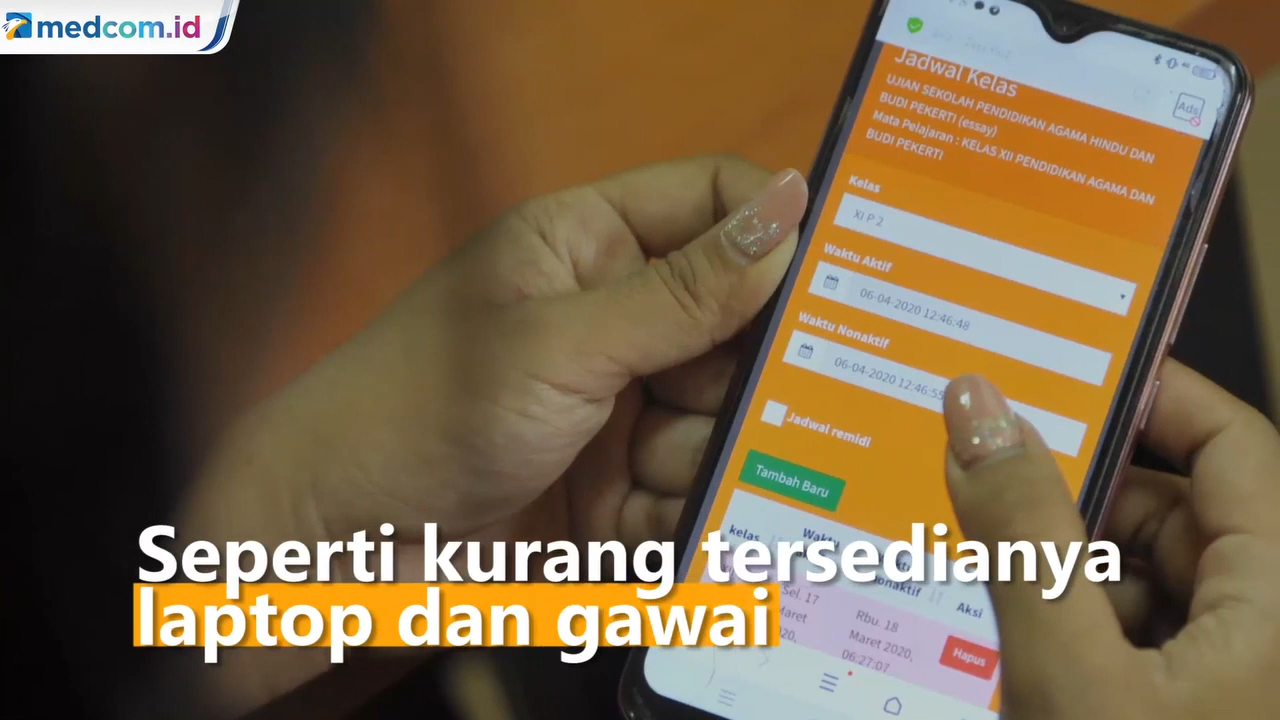 medcom.id
Jadwal Kelas
UJIAN SEKOLAH PENDIDIKAN AGAMA HINDU DAN
BUDI PEKERTI (essay)
Mata Pelajaran : KELAS XII PENDIDIKAN AGAMA DAN
BUDI PEKERTI
Ads
Kelas
XI P 2
Waktu Aktif
06-04-2020 12:46:48
Waktu Nonaktif
06-04-2020 12:46:55
Jadwal remidi
Tambah Baru
Seperti kurang tersedianya
laptop dan gawai
kelas
Aksi
Sel. 17
Rbu. 18
Maret 2020,
06:27:07
Hapus